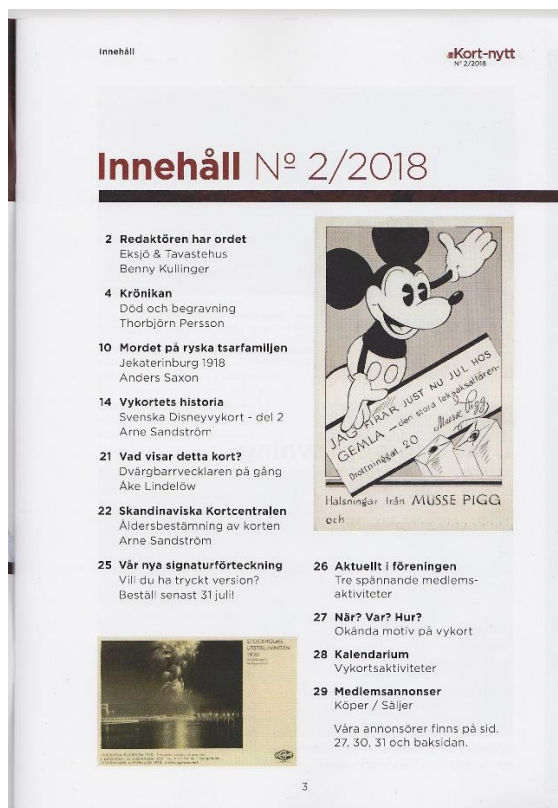 Innehåll
Kort-nytt
Nº 2/2018
Innehåll Nº 2/2018
2 Redaktören har ordet
Eksjö & Tavastehus
Benny Kullinger
4 Krönikan
Död och begravning
Thorbjörn Persson
10 Mordet på ryska tsarfamiljen
Jekaterinburg 1918
Anders Saxon
14 Vykortets historia
Svenska Disneyvykort - del 2
Arne Sandström
21 Vad visar detta kort?
Dvärgbarrvecklaren på gång
Åke Lindelöw
22 Skandinaviska Kortcentralen
Åldersbestämning av korten
Arne Sandström
25 Vår nya signaturförteckning
Vill du ha tryckt version?
Beställ senast 31 juli!
JAG FIRAR JUST NU JUL HOS
GEMLA – den stora leksaksaffären–
Drottninggat. 20
Musse Pigg
Hälsningar från MUSSE PIGG
och
26 Aktuellt i föreningen
Tre spännande medlems-
aktiviteter
27 När? Var? Hur?
Okända motiv på vykort
28 Kalendarium
Vykortsaktiviteter
29 Medlemsannonser
Köper / Säljer
Våra annonsörer finns på sid.
27, 30, 31 och baksidan.
STOCKHOLMS
UTSTÄLLNINGEN
1930
3